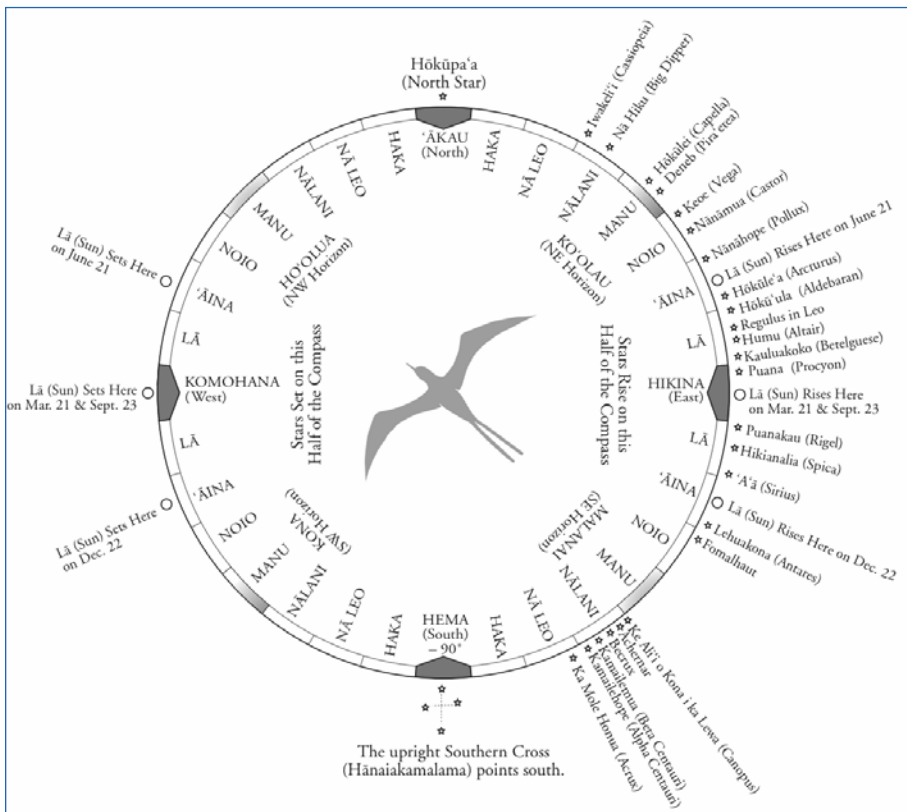 Hōkūpa'a
(North Star)
'ĀKAU
(North)
HAKA
NĀ LEO
NĀLANI
MANU
NOIO
'ĀINA
LĀ
HIKINA
(East)
LĀ
'ĀINA
NOIO
MANU
NĀLANI
NĀ LEO
HAKA
HEMA
(South)
– 90°
HAKA
NĀ LEO
NĀLANI
MANU
NOIO
'ĀINA
LĀ
KOMOHANA
(West)
LĀ
'ĀINA
NOIO
MANU
NĀLANI
NĀ LEO
HAKA
HO'OLUA
(NW Horizon)
KO'OLAU
(NE Horizon)
Stars Set on this
Half of the Compass
Stars Rise on this
Half of the Compass
KONA
(SW Horizon)
MALANAI
(SE Horizon)
'Iwakeli'i (Cassiopeia)
Nā Hiku (Big Dipper)
Hōkūlei (Capella)
Deneb (Pira'etea)
Keoe (Vega)
Nānāmua (Castor)
Nānāhope (Pollux)
Lā (Sun) Rises Here on June 21
Hōkūle'a (Arcturus)
Hōkū'ula (Aldebaran)
Regulus in Leo
Humu (Altair)
Kauluakoko (Betelguese)
Puana (Procyon)
Lā (Sun) Rises Here
on Mar. 21 & Sept. 23
Puanakau (Rigel)
Hikianalia (Spica)
'A'ā (Sirius)
Lā (Sun) Rises Here on Dec. 22
Lehuakona (Antares)
Fomalhaut
Ke Ali'i o Kona i ka Lewa (Canopus)
Achernar
Becrux
Kamailemua (Beta Centauri)
Kamailehope (Alpha Centauri)
Ka Mole Honua (Acrux)
The upright Southern Cross
(Hānaiakamalama) points south.
Lā (Sun) Sets Here
on Dec. 22
Lā (Sun) Sets Here
on Mar. 21 & Sept. 23
Lā (Sun) Sets Here
on June 21